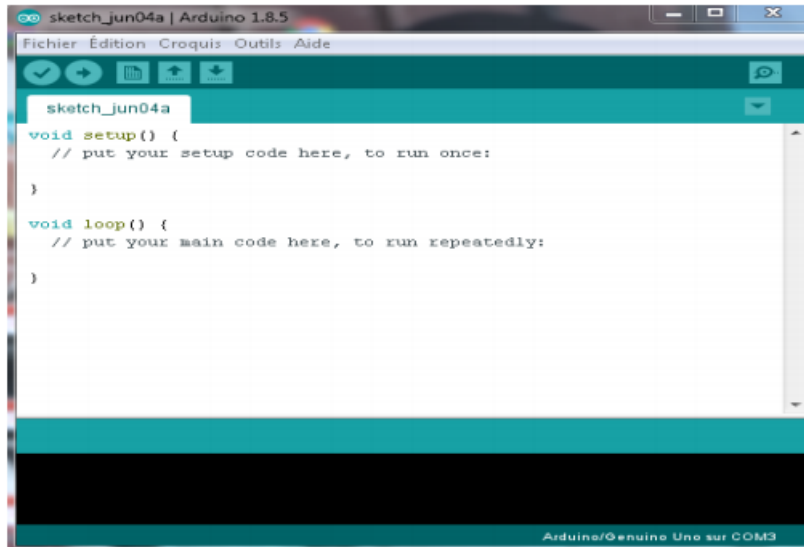 sketch_jun04a | Arduino 1.8.5
Fichier Édition Croquis Outils Aide
sketch_jun04a
void setup() {
// put your setup code here, to run once:
}
void loop() {
// put your main code here, to run repeatedly:
}
Arduino/Genuino Uno sur COM3